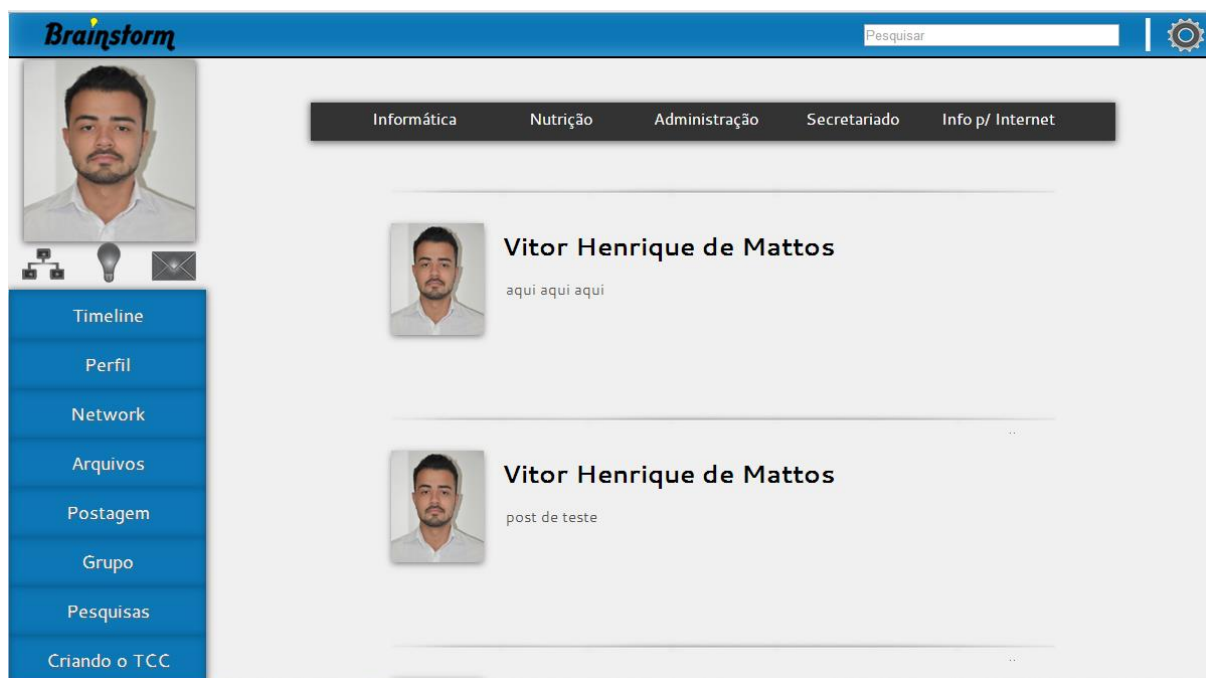 Brainstorm
Pesquisar
Informática Nutrição Administração Secretariado Info p/ Internet
Vitor Henrique de Mattos
aqui aqui aqui
Timeline
Perfil
Network
Arquivos
Postagem
Grupo
Pesquisas
Criando o TCC
..
Vitor Henrique de Mattos
post de teste
..